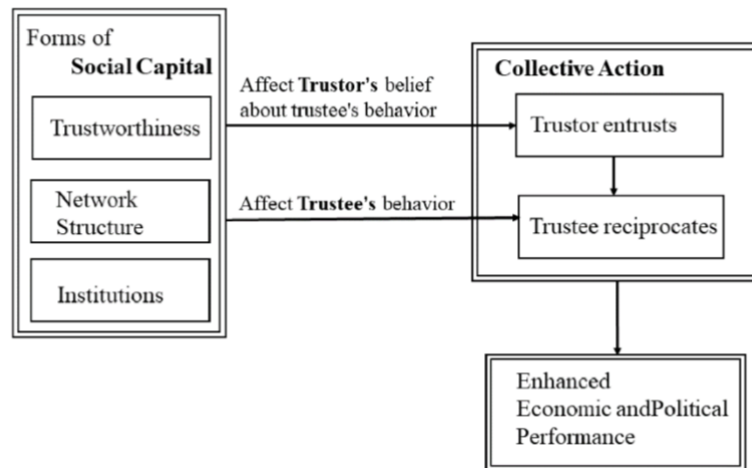 Forms of
Social Capital
Trustworthiness
Network
Structure
Institutions
Affect Trustor's belief
about trustee's behavior
Affect Trustee's behavior
Collective Action
Trustor entrusts
Trustee reciprocates
Enhanced
Economic andPolitical
Performance